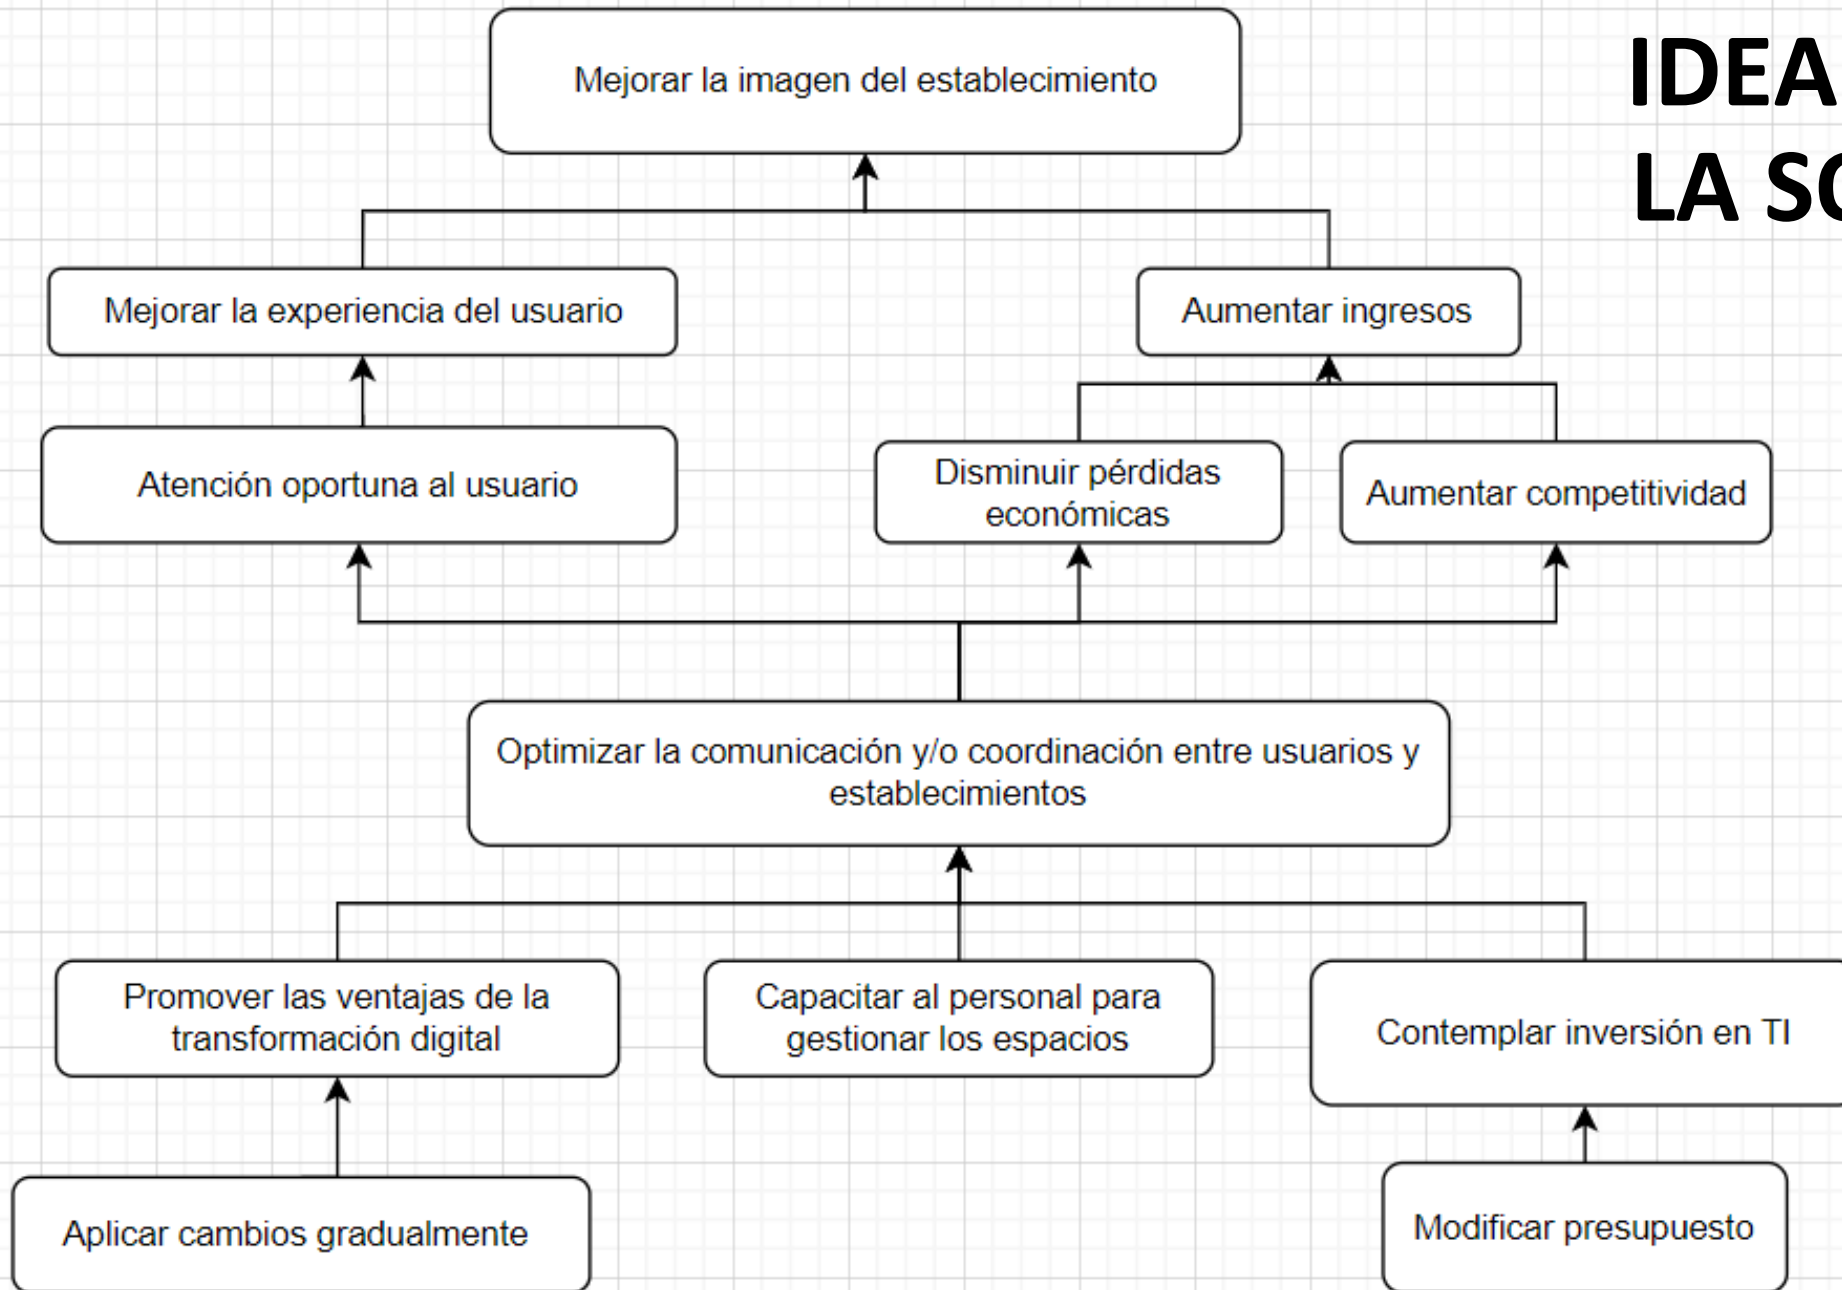 Mejorar la imagen del establecimiento
IDEA
LA
Mejorar la experiencia del usuario
Aumentar ingresos
Atención oportuna al usuario
Disminuir pérdidas
económicas
Aumentar competitividad
Optimizar la comunicación y/o coordinación entre usuarios y
establecimientos
Promover las ventajas de la
transformación digital
Capacitar al personal para
gestionar los espacios
Contemplar inversión en TI
Aplicar cambios gradualmente
Modificar presupuesto